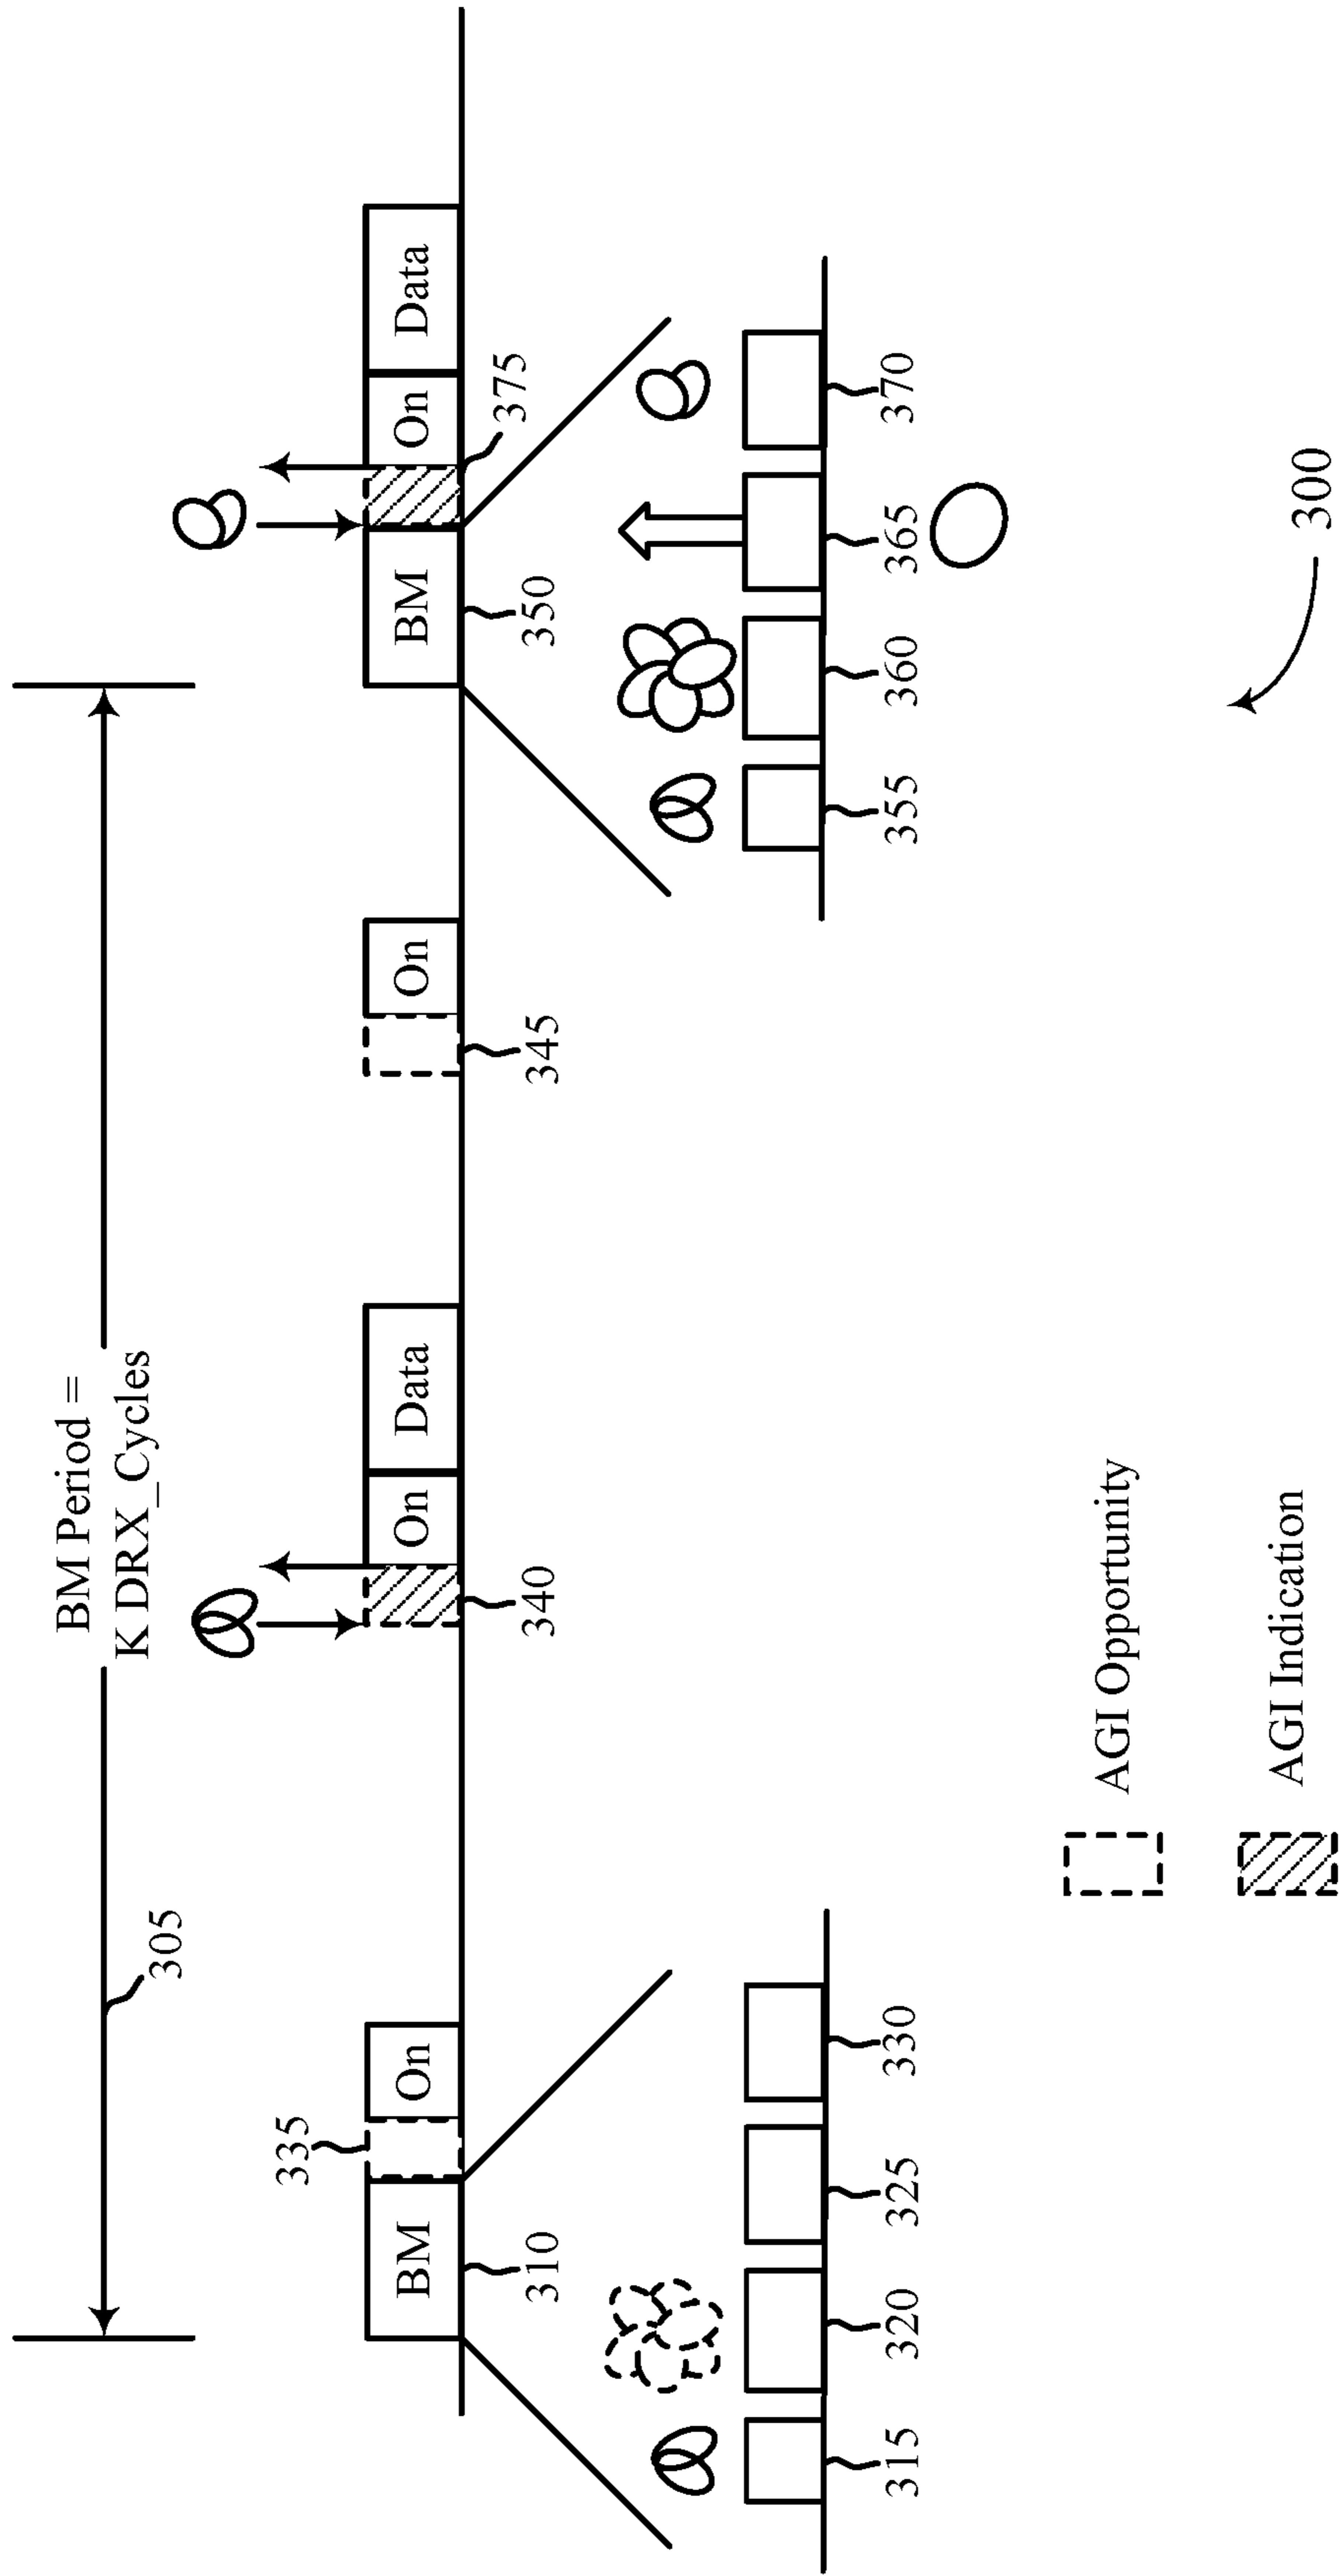 BM Period =
K DRX_Cycles
305
335
BM
On
On
Data
On
BM
On
Data
310
340
345
350
375
315
320
325
330
355
360
365
370
AGI Opportunity
AGI Indication
300